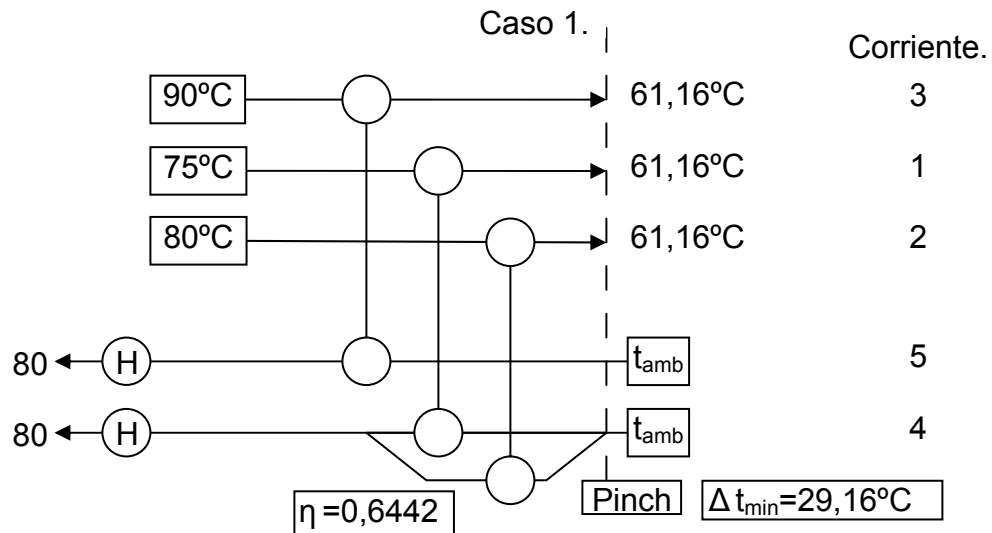 Caso 1.
Corriente.
90ºC 61,16ºC 3
75ºC 61,16ºC 1
80ºC 61,16ºC 2
80 H t_amb 5
80 H t_amb 4
η =0,6442 Pinch Δ t_min=29,16ºC